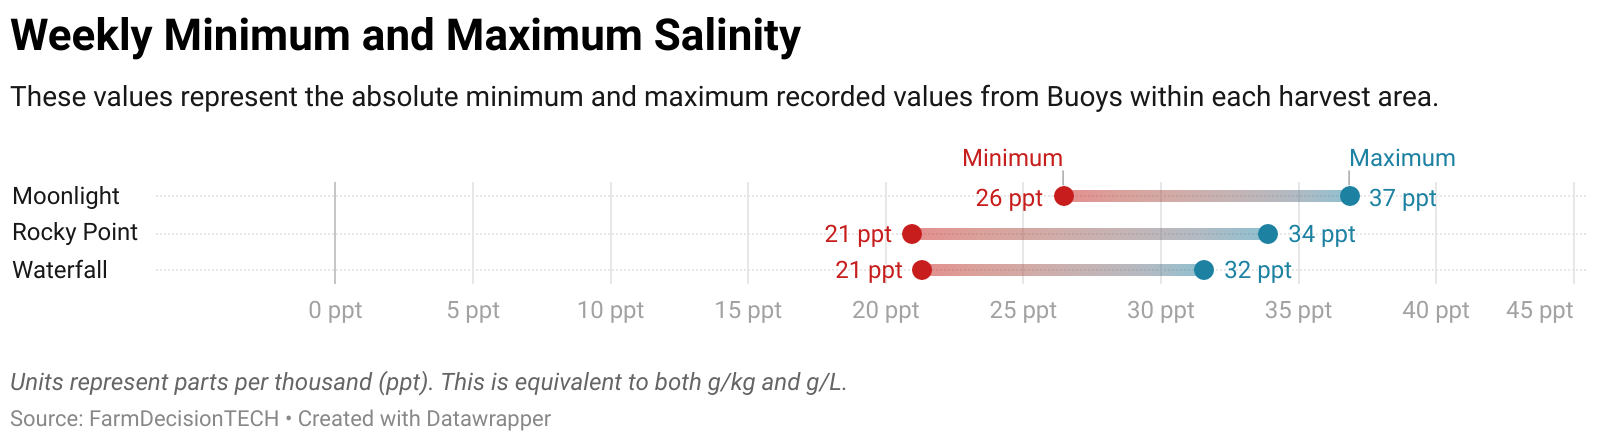 Weekly Minimum and Maximum Salinity
These values represent the absolute minimum and maximum recorded values from Buoys within each harvest area.
Minimum Maximum
Moonlight 26 ppt 37 ppt
Rocky Point 21 ppt 34 ppt
Waterfall 21 ppt 32 ppt
0 ppt 5 ppt 10 ppt 15 ppt 20 ppt 25 ppt 30 ppt 35 ppt 40 ppt 45 ppt
Units represent parts per thousand (ppt). This is equivalent to both g/kg and g/L.
Source: FarmDecisionTECH • Created with Datawrapper